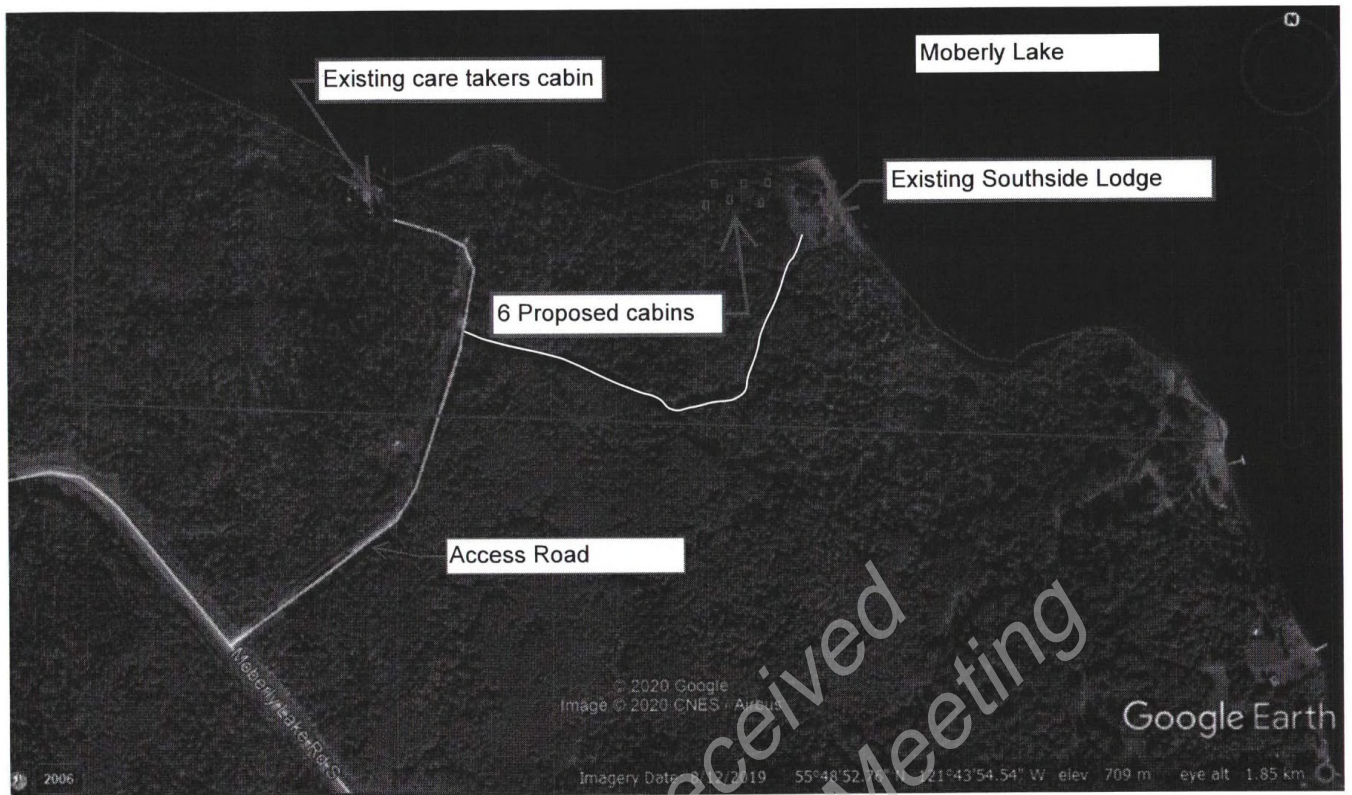 N
Moberly Lake
Existing care takers cabin
Existing Southside Lodge
6 Proposed cabins
Access Road
Moberly Lake Rd S
eceived
Meeting
© 2020 Google
Image © 2020 CNES / Airbus
Google Earth
2006
Imagery Date: 8/12/2019 55°48'52.76" N 121°43'54.54" W elev 709 m eye alt 1.85 km